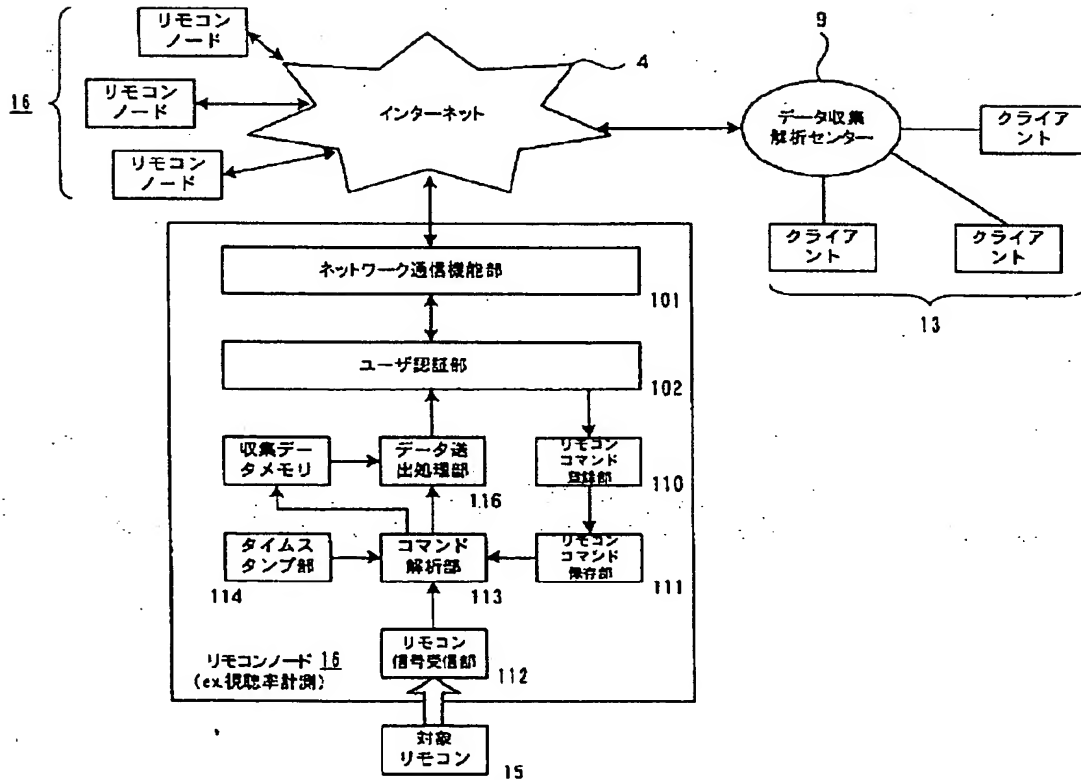 リモコン
ノード
リモコン
ノード
リモコン
ノード
16
インターネット
4
9
データ収集
解析センター
クライア
ント
クライア
ント
クライア
ント
13
ネットワーク通信機能部
101
ユーザ認証部
102
収集デー
タメモリ
データ送
出処理部
116
リモコン
コマンド
登録部
110
タイムス
タンプ部
114
コマンド
解析部
113
リモコン
コマンド
保存部
111
リモコン
信号受信部
112
リモコンノード 16
(ex.視聴率計測)
対象
リモコン
15